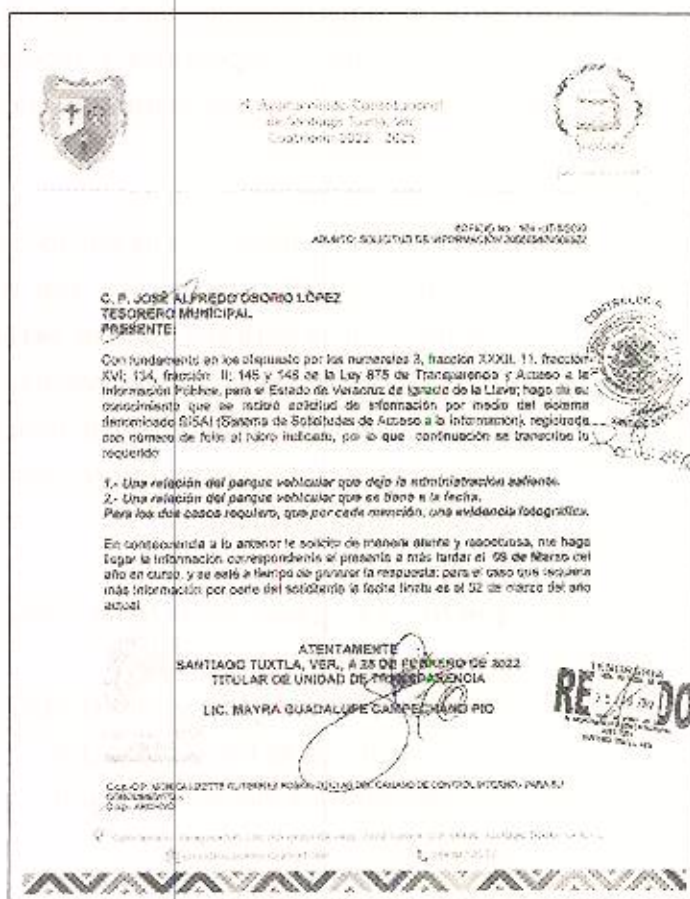 H. Ayuntamiento Constitucional
de Santiago Tuxtla, Ver.
2022 - 2025
OFICIO No.
ASUNTO: SOLICITUD DE INFORMACIÓN
C. P. JOSÉ ALFREDO OSORIO LÓPEZ
TESORERO MUNICIPAL
PRESENTE:
Con fundamento en los dispuesto por los numerales 3, fracción XXXII, 11, fracción
XVI; 134, fracción II; 145 y 148 de la Ley 875 de Transparencia y Acceso a la
Información Pública, para el Estado de Veracruz de Ignacio de la Llave; hago de su
conocimiento que se recibió solicitud de información por medio del sistema
denominado SISAI (Sistema de Solicitudes de Acceso a la Información), registrada
con número de folio al rubro indicado, por lo que continuación se transcribe lo
requerido
1.- Una relación del parque vehicular que dejo la administración saliente.
2.- Una relación del parque vehicular que se tiene a la fecha.
Para los dos casos requiero, que por cada mención, una evidencia fotográfica.
En consecuencia a lo anterior le solicito de manera atenta y respetuosa, me haga
llegar la información correspondiente al presente a más tardar el 09 de Marzo del
año en curso, y se esté a tiempo de generar la respuesta; para el caso que requiera
más información por parte del solicitante la fecha límite es el 02 de marzo del año
actual
ATENTAMENTE
SANTIAGO TUXTLA, VER., A 25 DE FEBRERO DE 2022
TITULAR DE UNIDAD DE TRANSPARENCIA
LIC. MAYRA GUADALUPE CAMPECHANO PIO
CONTRALORIA
TESORERÍA
C.c.p. ARCHIVO